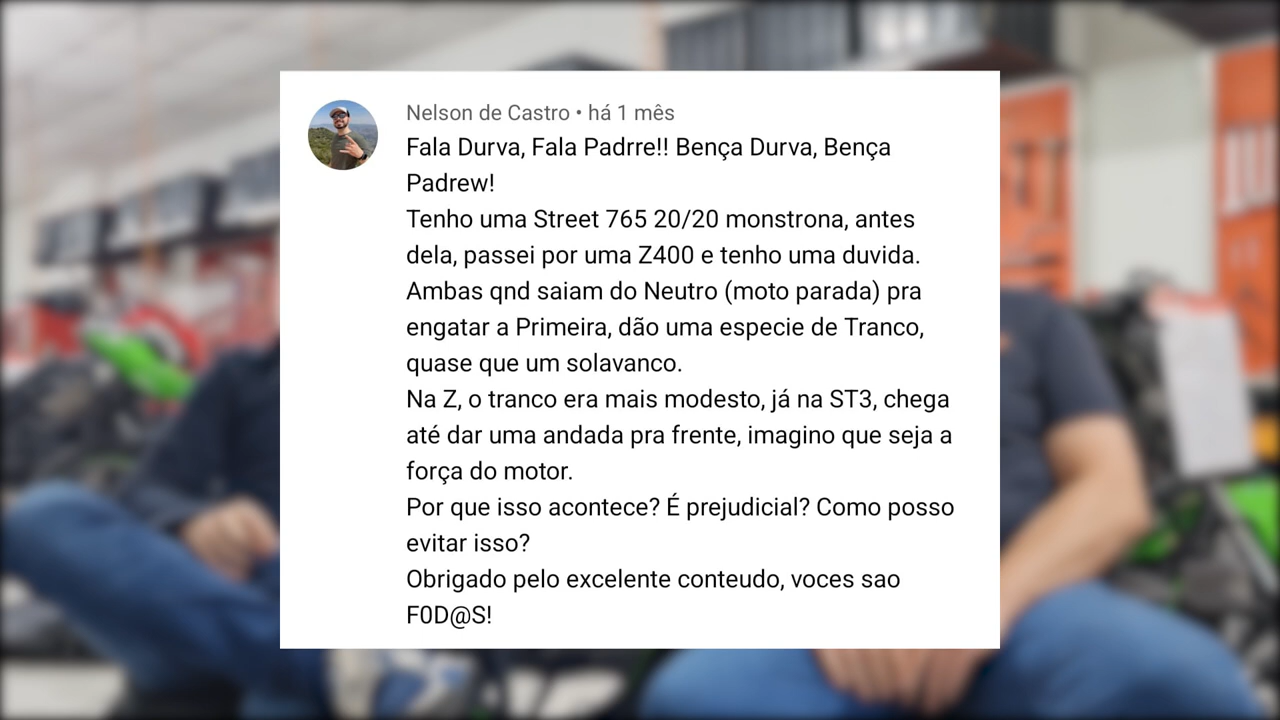 Nelson de Castro • há 1 mês
Fala Durva, Fala Padrre!! Bença Durva, Bença
Padrew!
Tenho uma Street 765 20/20 monstrona, antes
dela, passei por uma Z400 e tenho uma duvida.
Ambas qnd saiam do Neutro (moto parada) pra
engatar a Primeira, dão uma especie de Tranco,
quase que um solavanco.
Na Z, o tranco era mais modesto, já na ST3, chega
até dar uma andada pra frente, imagino que seja a
força do motor.
Por que isso acontece? É prejudicial? Como posso
evitar isso?
Obrigado pelo excelente conteudo, voces sao
F0D@S!